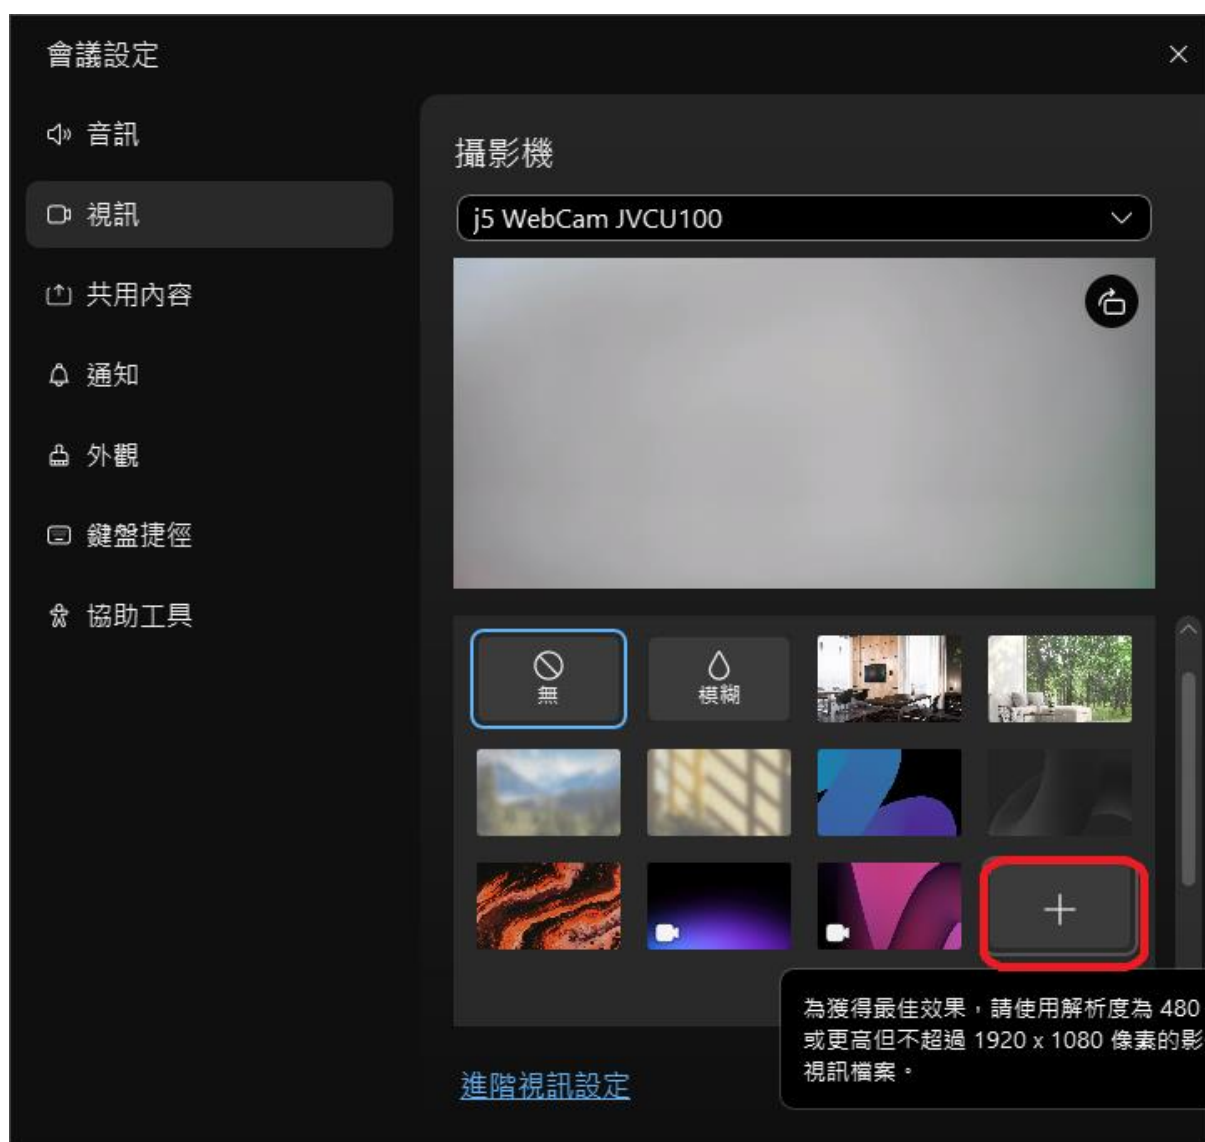 會議設定
音訊
視訊
共用內容
通知
外觀
鍵盤捷徑
協助工具
攝影機
j5 WebCam JVCU100
無
模糊
為獲得最佳效果，請使用解析度為 480
或更高但不超過 1920 x 1080 像素的影
視訊檔案。
進階視訊設定